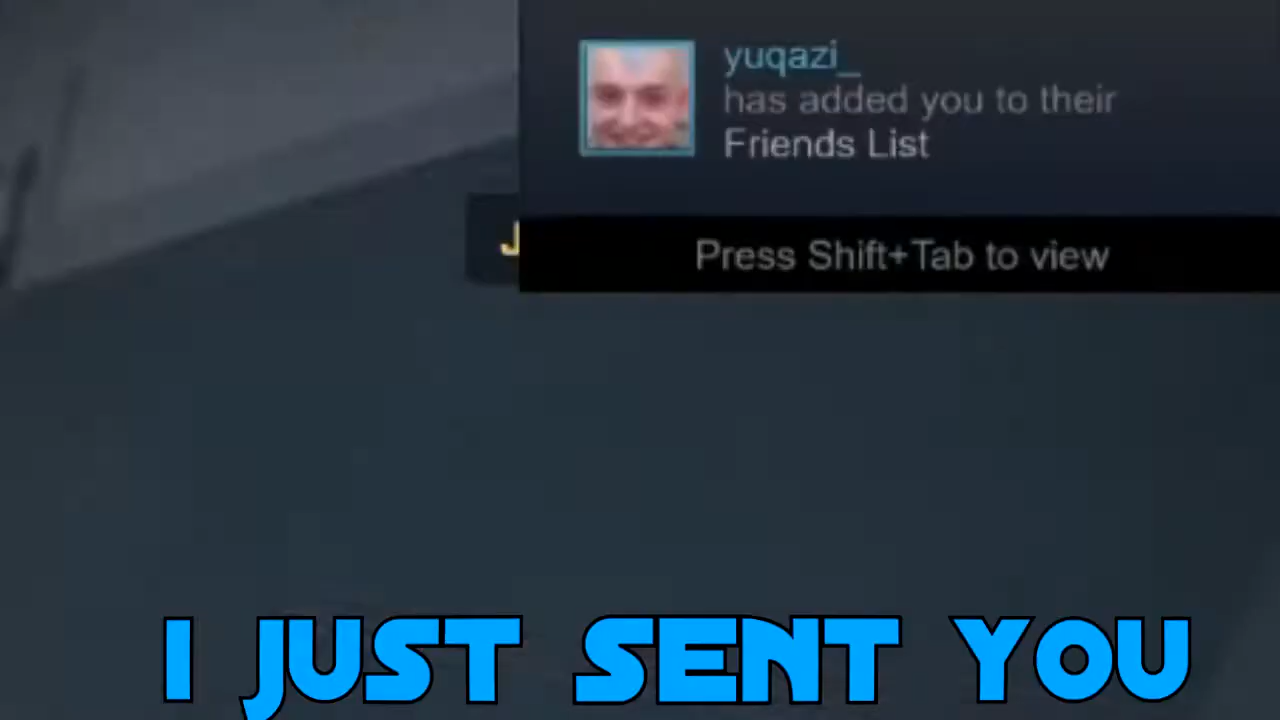 yuqazi_
has added you to their
Friends List
J
Press Shift+Tab to view
I JUST SENT YOU